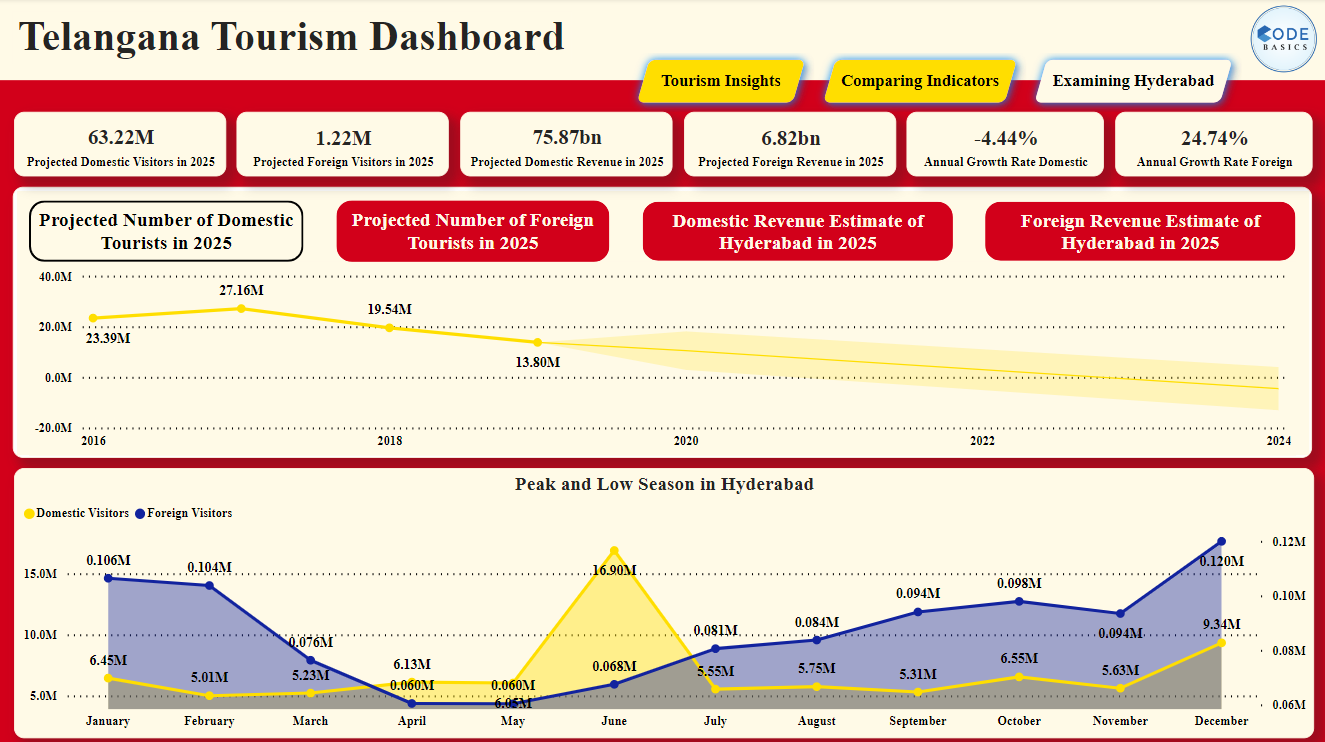 Telangana Tourism Dashboard
CODE
BASICS
Tourism Insights
Comparing Indicators
Examining Hyderabad
63.22M
Projected Domestic Visitors in 2025
1.22M
Projected Foreign Visitors in 2025
75.87bn
Projected Domestic Revenue in 2025
6.82bn
Projected Foreign Revenue in 2025
-4.44%
Annual Growth Rate Domestic
24.74%
Annual Growth Rate Foreign
Projected Number of Domestic
Tourists in 2025
Projected Number of Foreign
Tourists in 2025
Domestic Revenue Estimate of
Hyderabad in 2025
Foreign Revenue Estimate of
Hyderabad in 2025
40.0M
20.0M
0.0M
-20.0M
23.39M
27.16M
19.54M
13.80M
2016
2018
2020
2022
2024
Peak and Low Season in Hyderabad
Domestic Visitors
Foreign Visitors
15.0M
10.0M
5.0M
0.106M
0.104M
0.076M
0.060M
0.060M
0.068M
0.081M
0.084M
0.094M
0.098M
0.094M
0.120M
6.45M
5.01M
5.23M
6.13M
6.05M
16.90M
5.55M
5.75M
5.31M
6.55M
5.63M
9.34M
0.12M
0.10M
0.08M
0.06M
January
February
March
April
May
June
July
August
September
October
November
December